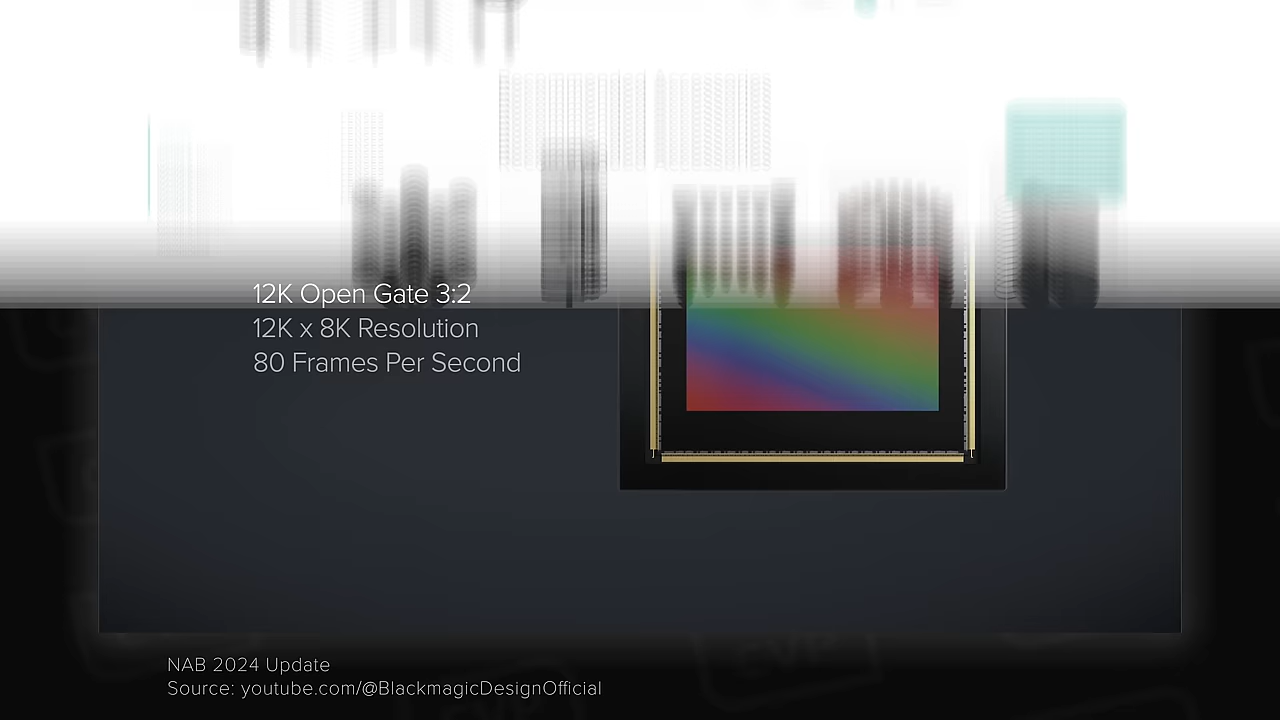 12K Open Gate 3:2
12K x 8K Resolution
80 Frames Per Second
NAB 2024 Update
Source: youtube.com/@BlackmagicDesignOfficial